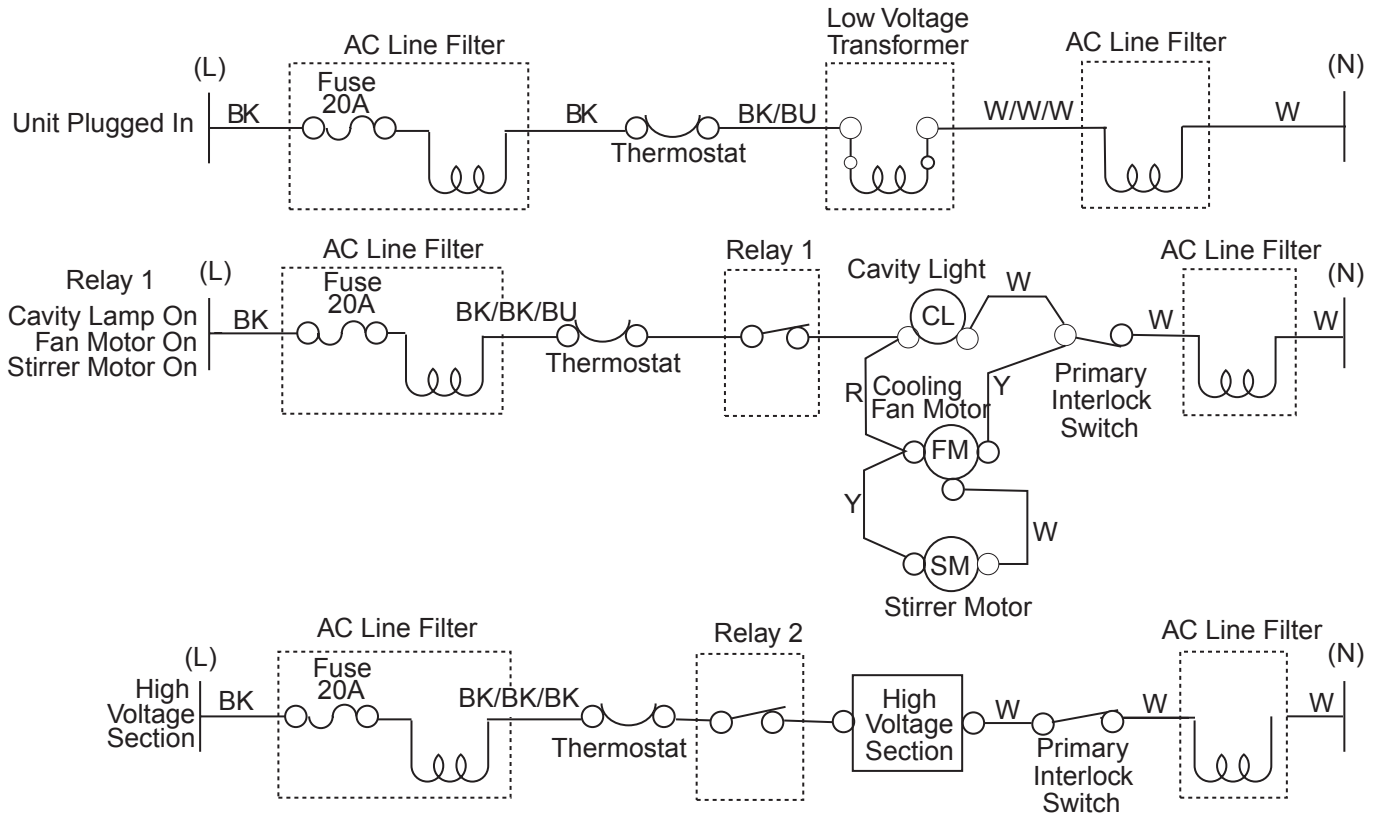 Low Voltage
Transformer
AC Line Filter
AC Line Filter
(L)
(N)
Fuse
20A
Unit Plugged In
BK
BK
BK/BU
W/W/W
W
Thermostat
AC Line Filter
Relay 1
AC Line Filter
Relay 1
(L)
Cavity Light
(N)
Fuse
20A
W
Cavity Lamp On
Fan Motor On
Stirrer Motor On
BK
BK/BK/BU
CL
W
W
Thermostat
R
Cooling
Fan Motor
Y
Primary
Interlock
Switch
FM
Y
W
SM
Stirrer Motor
AC Line Filter
Relay 2
AC Line Filter
(L)
(N)
High
Voltage
Section
BK
Fuse
20A
BK/BK/BK
High
Voltage
Section
W
W
W
Thermostat
Primary
Interlock
Switch